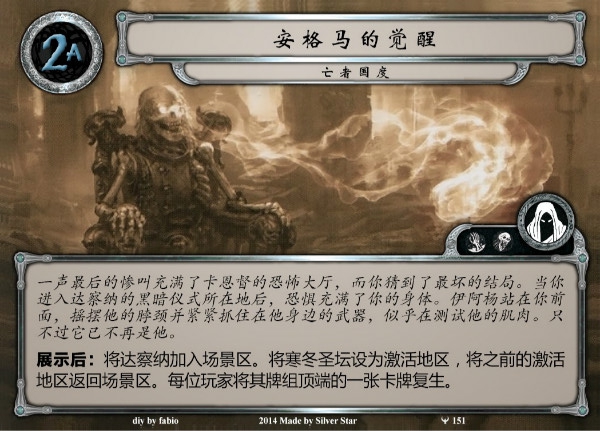 2A
安格马的觉醒
亡者国度
一声最后的惨叫充满了卡恩督的恐怖大厅，而你猜到了最坏的结局。当你
进入达察纳的黑暗仪式所在地后，恐惧充满了你的身体。伊阿杨站在你前
面，摇摆他的脖颈并紧紧抓住在他身边的武器，似乎在测试他的肌肉。只
不过它已不再是他。
展示后：将达察纳加入场景区。将寒冬圣坛设为激活地区，将之前的激活
地区返回场景区。每位玩家将其牌组顶端的一张卡牌复生。
diy by fabio 2014 Made by Silver Star 151